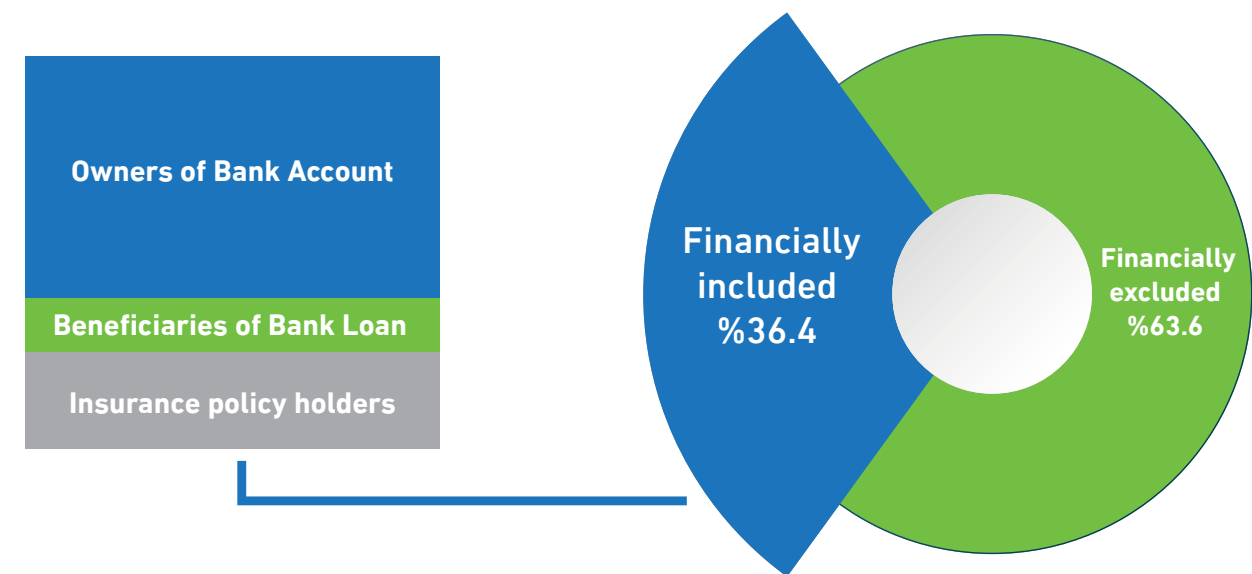 Owners of Bank Account
Beneficiaries of Bank Loan
Insurance policy holders
Financially
included
%36.4
Financially
excluded
%63.6